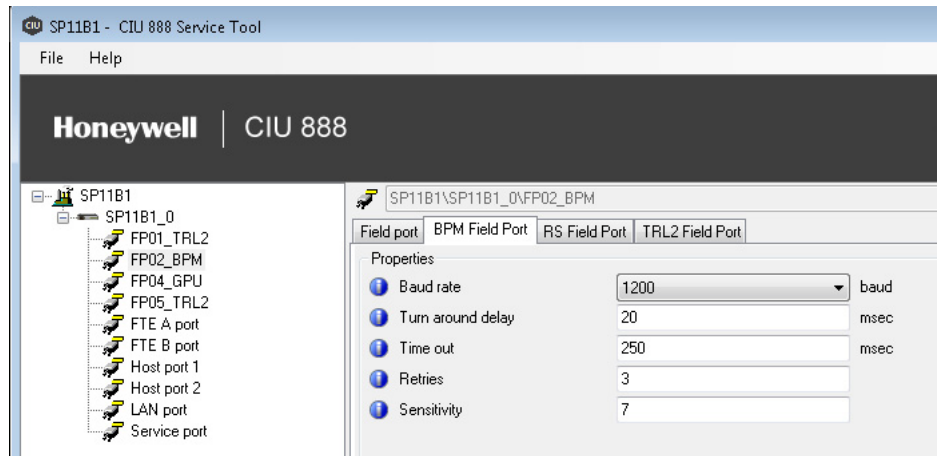 CIU SP11B1 - CIU 888 Service Tool
File Help
Honeywell | CIU 888
SP11B1
SP11B1_0
FP01_TRL2
FP02_BPM
FP04_GPU
FP05_TRL2
FTE A port
FTE B port
Host port 1
Host port 2
LAN port
Service port
SP11B1\SP11B1_0\FP02_BPM
Field port BPM Field Port RS Field Port TRL2 Field Port
Properties
Baud rate 1200 baud
Turn around delay 20 msec
Time out 250 msec
Retries 3
Sensitivity 7